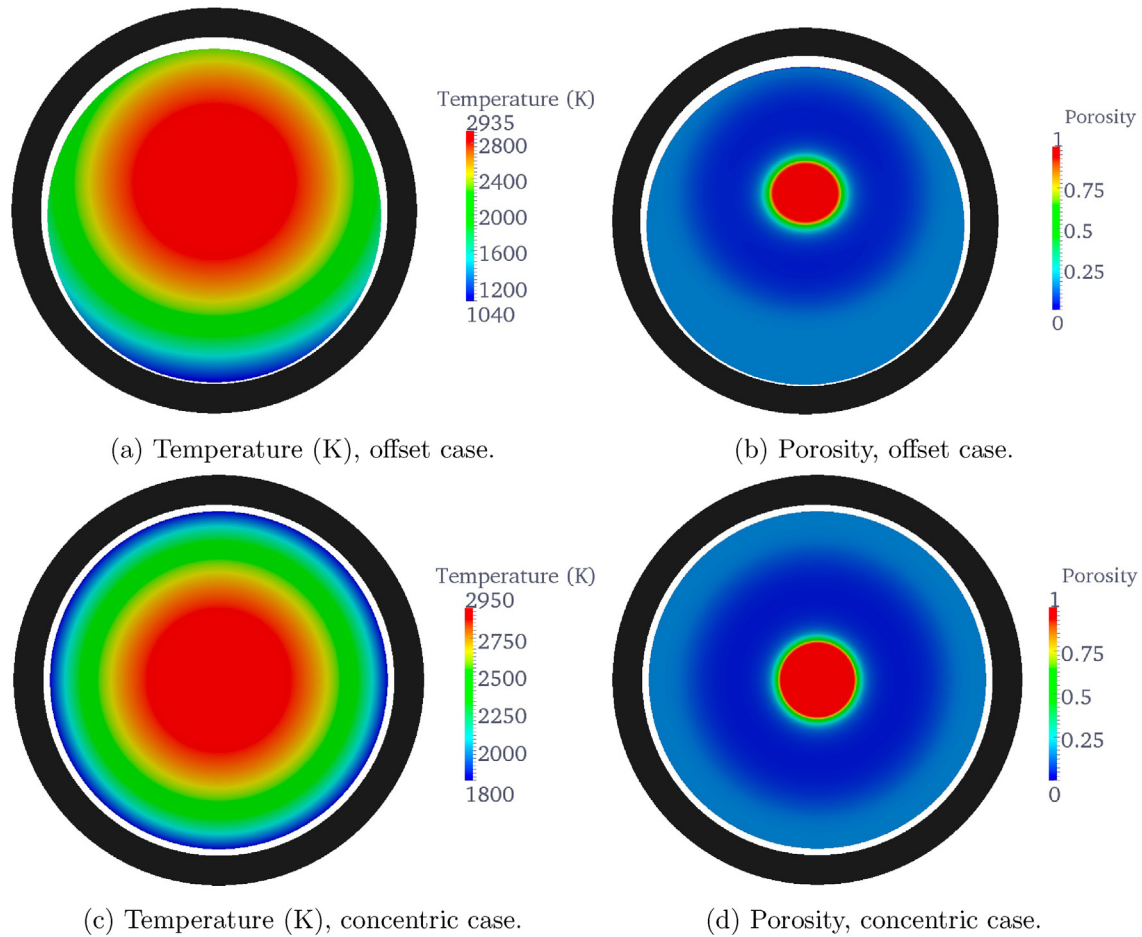 Temperature (K)
2935
2800
2400
2000
1600
1200
1040
Porosity
1
0.75
0.5
0.25
0
(a) Temperature (K), offset case.
(b) Porosity, offset case.
Temperature (K)
2950
2750
2500
2250
2000
1800
Porosity
1
0.75
0.5
0.25
0
(c) Temperature (K), concentric case.
(d) Porosity, concentric case.